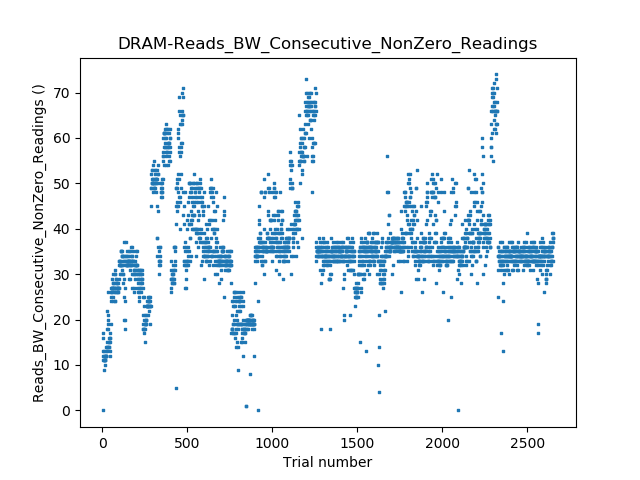 DRAM-Reads_BW_Consecutive_NonZero_Readings
Reads_BW_Consecutive_NonZero_Readings ()
70
60
50
40
30
20
10
0
0 500 1000 1500 2000 2500
Trial number